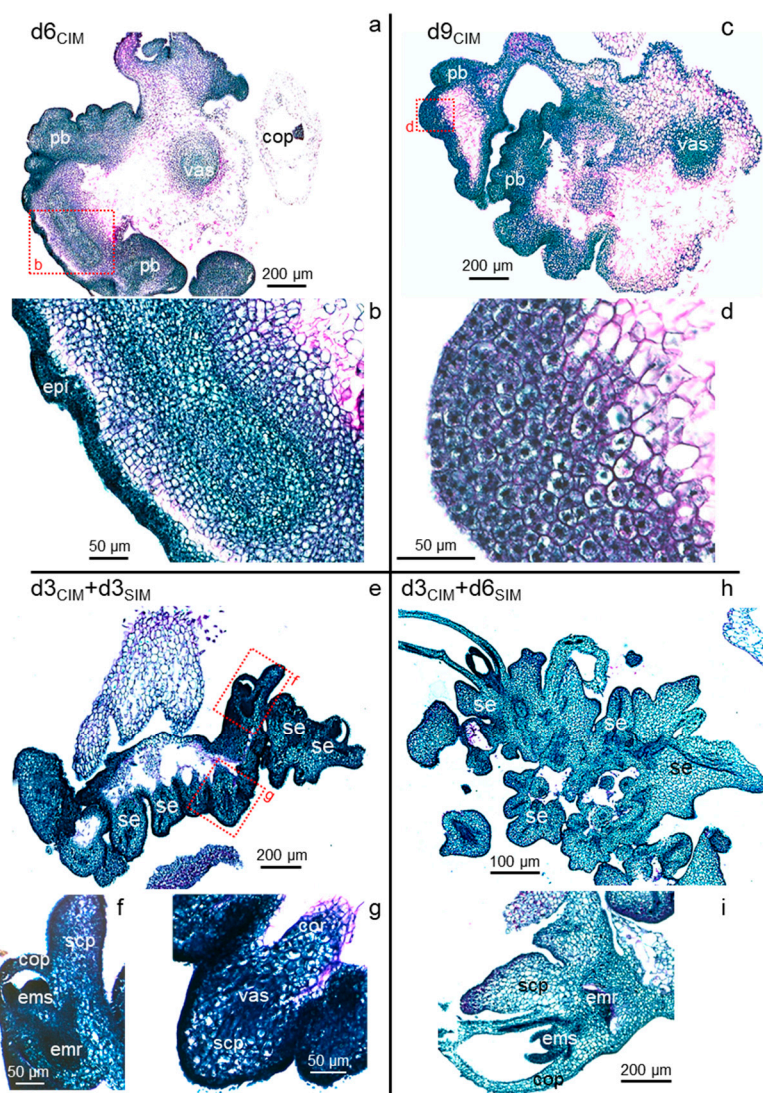 d6CIM
a
pb
cop
vas
b
pb
200 µm
d9CIM
c
pb
d
pb
vas
200 µm
b
epi
50 µm
d
50 µm
d3CIM+d3SIM
e
f
se
se
se
se
g
200 µm
d3CIM+d6SIM
h
se
se
se
se
100 µm
f
scp
cop
ems
emr
50 µm
g
cor
vas
scp
50 µm
i
scp
emr
ems
cop
200 µm